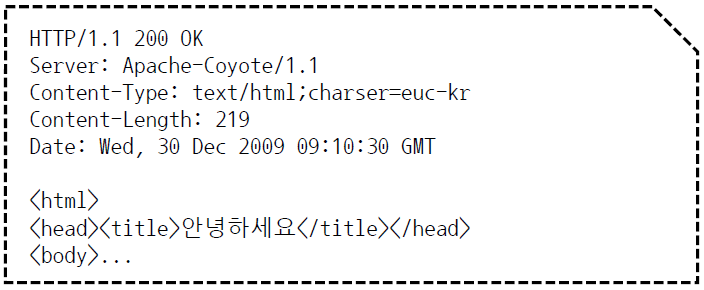 HTTP/1.1 200 OK
Server: Apache-Coyote/1.1
Content-Type: text/html;charser=euc-kr
Content-Length: 219
Date: Wed, 30 Dec 2009 09:10:30 GMT

<html>
<head><title>안녕하세요</title></head>
<body>...